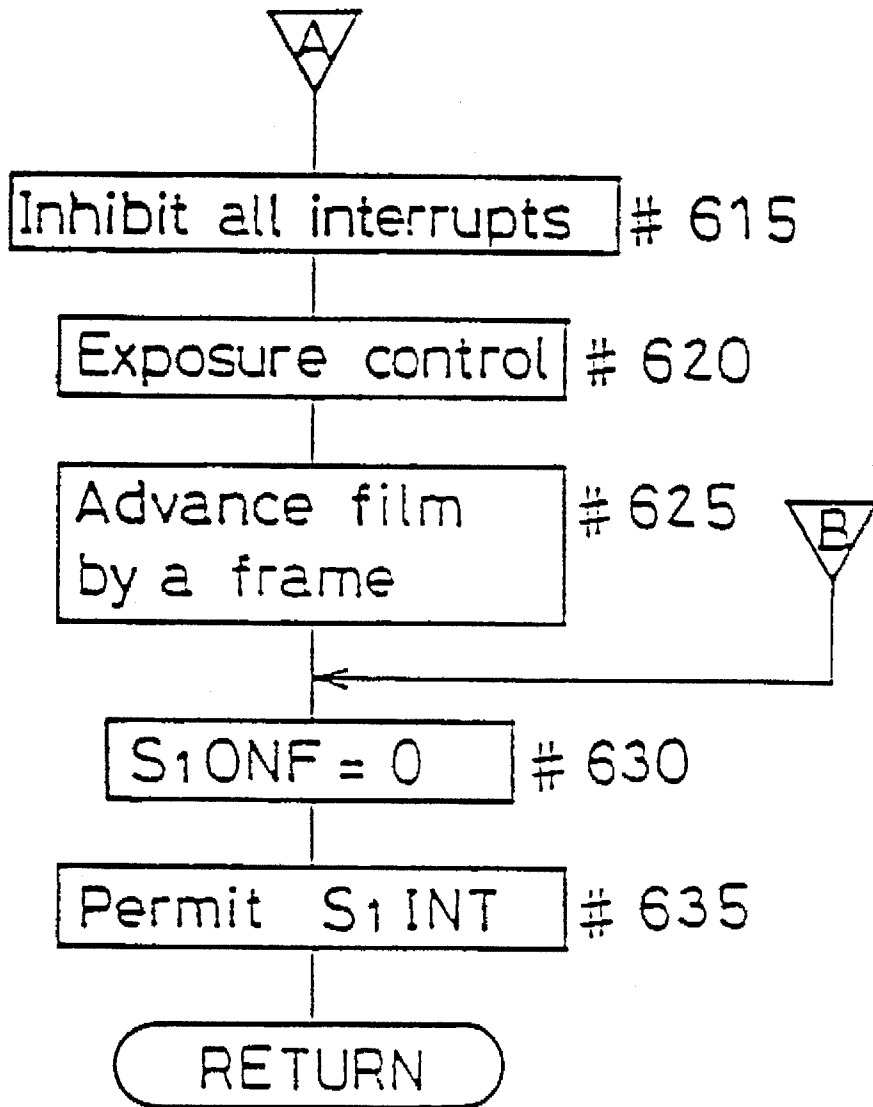 A
Inhibit all interrupts # 615
Exposure control # 620
Advance film # 625
by a frame
B
S1ONF = 0 # 630
Permit S1INT # 635
RETURN